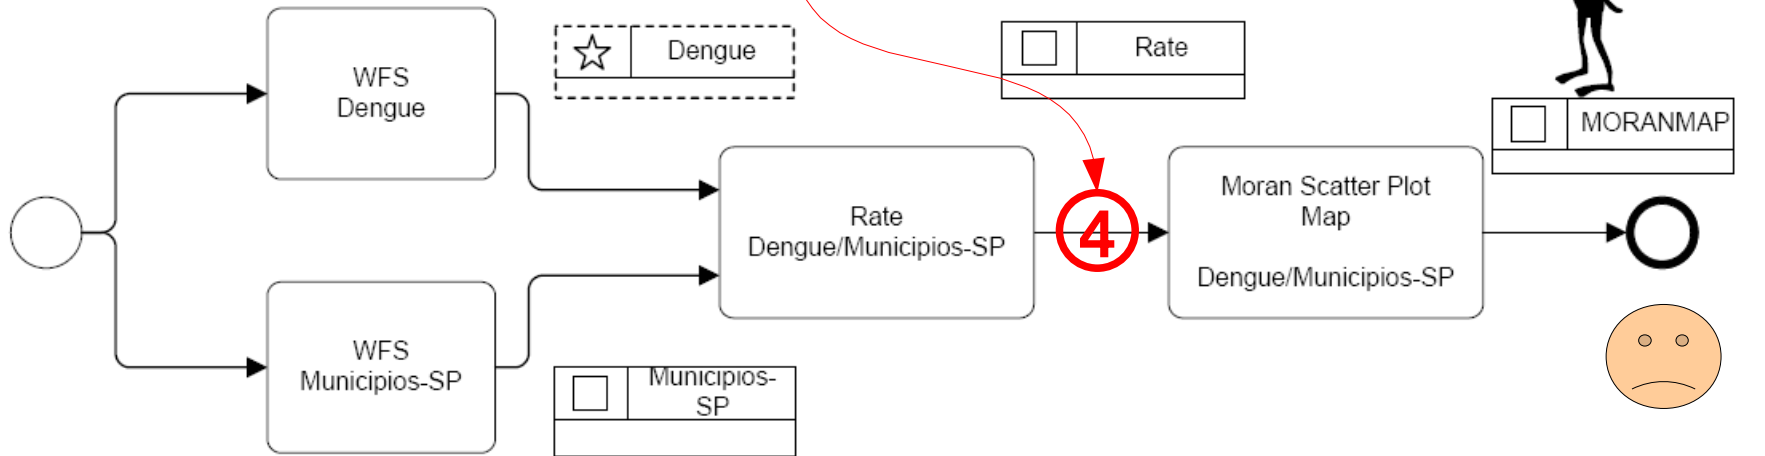 WFS
Dengue
Dengue
Rate
MORANMAP
Rate
Dengue/Municipios-SP
4
Moran Scatter Plot
Map
Dengue/Municipios-SP
WFS
Municipios-SP
Municipios-
SP